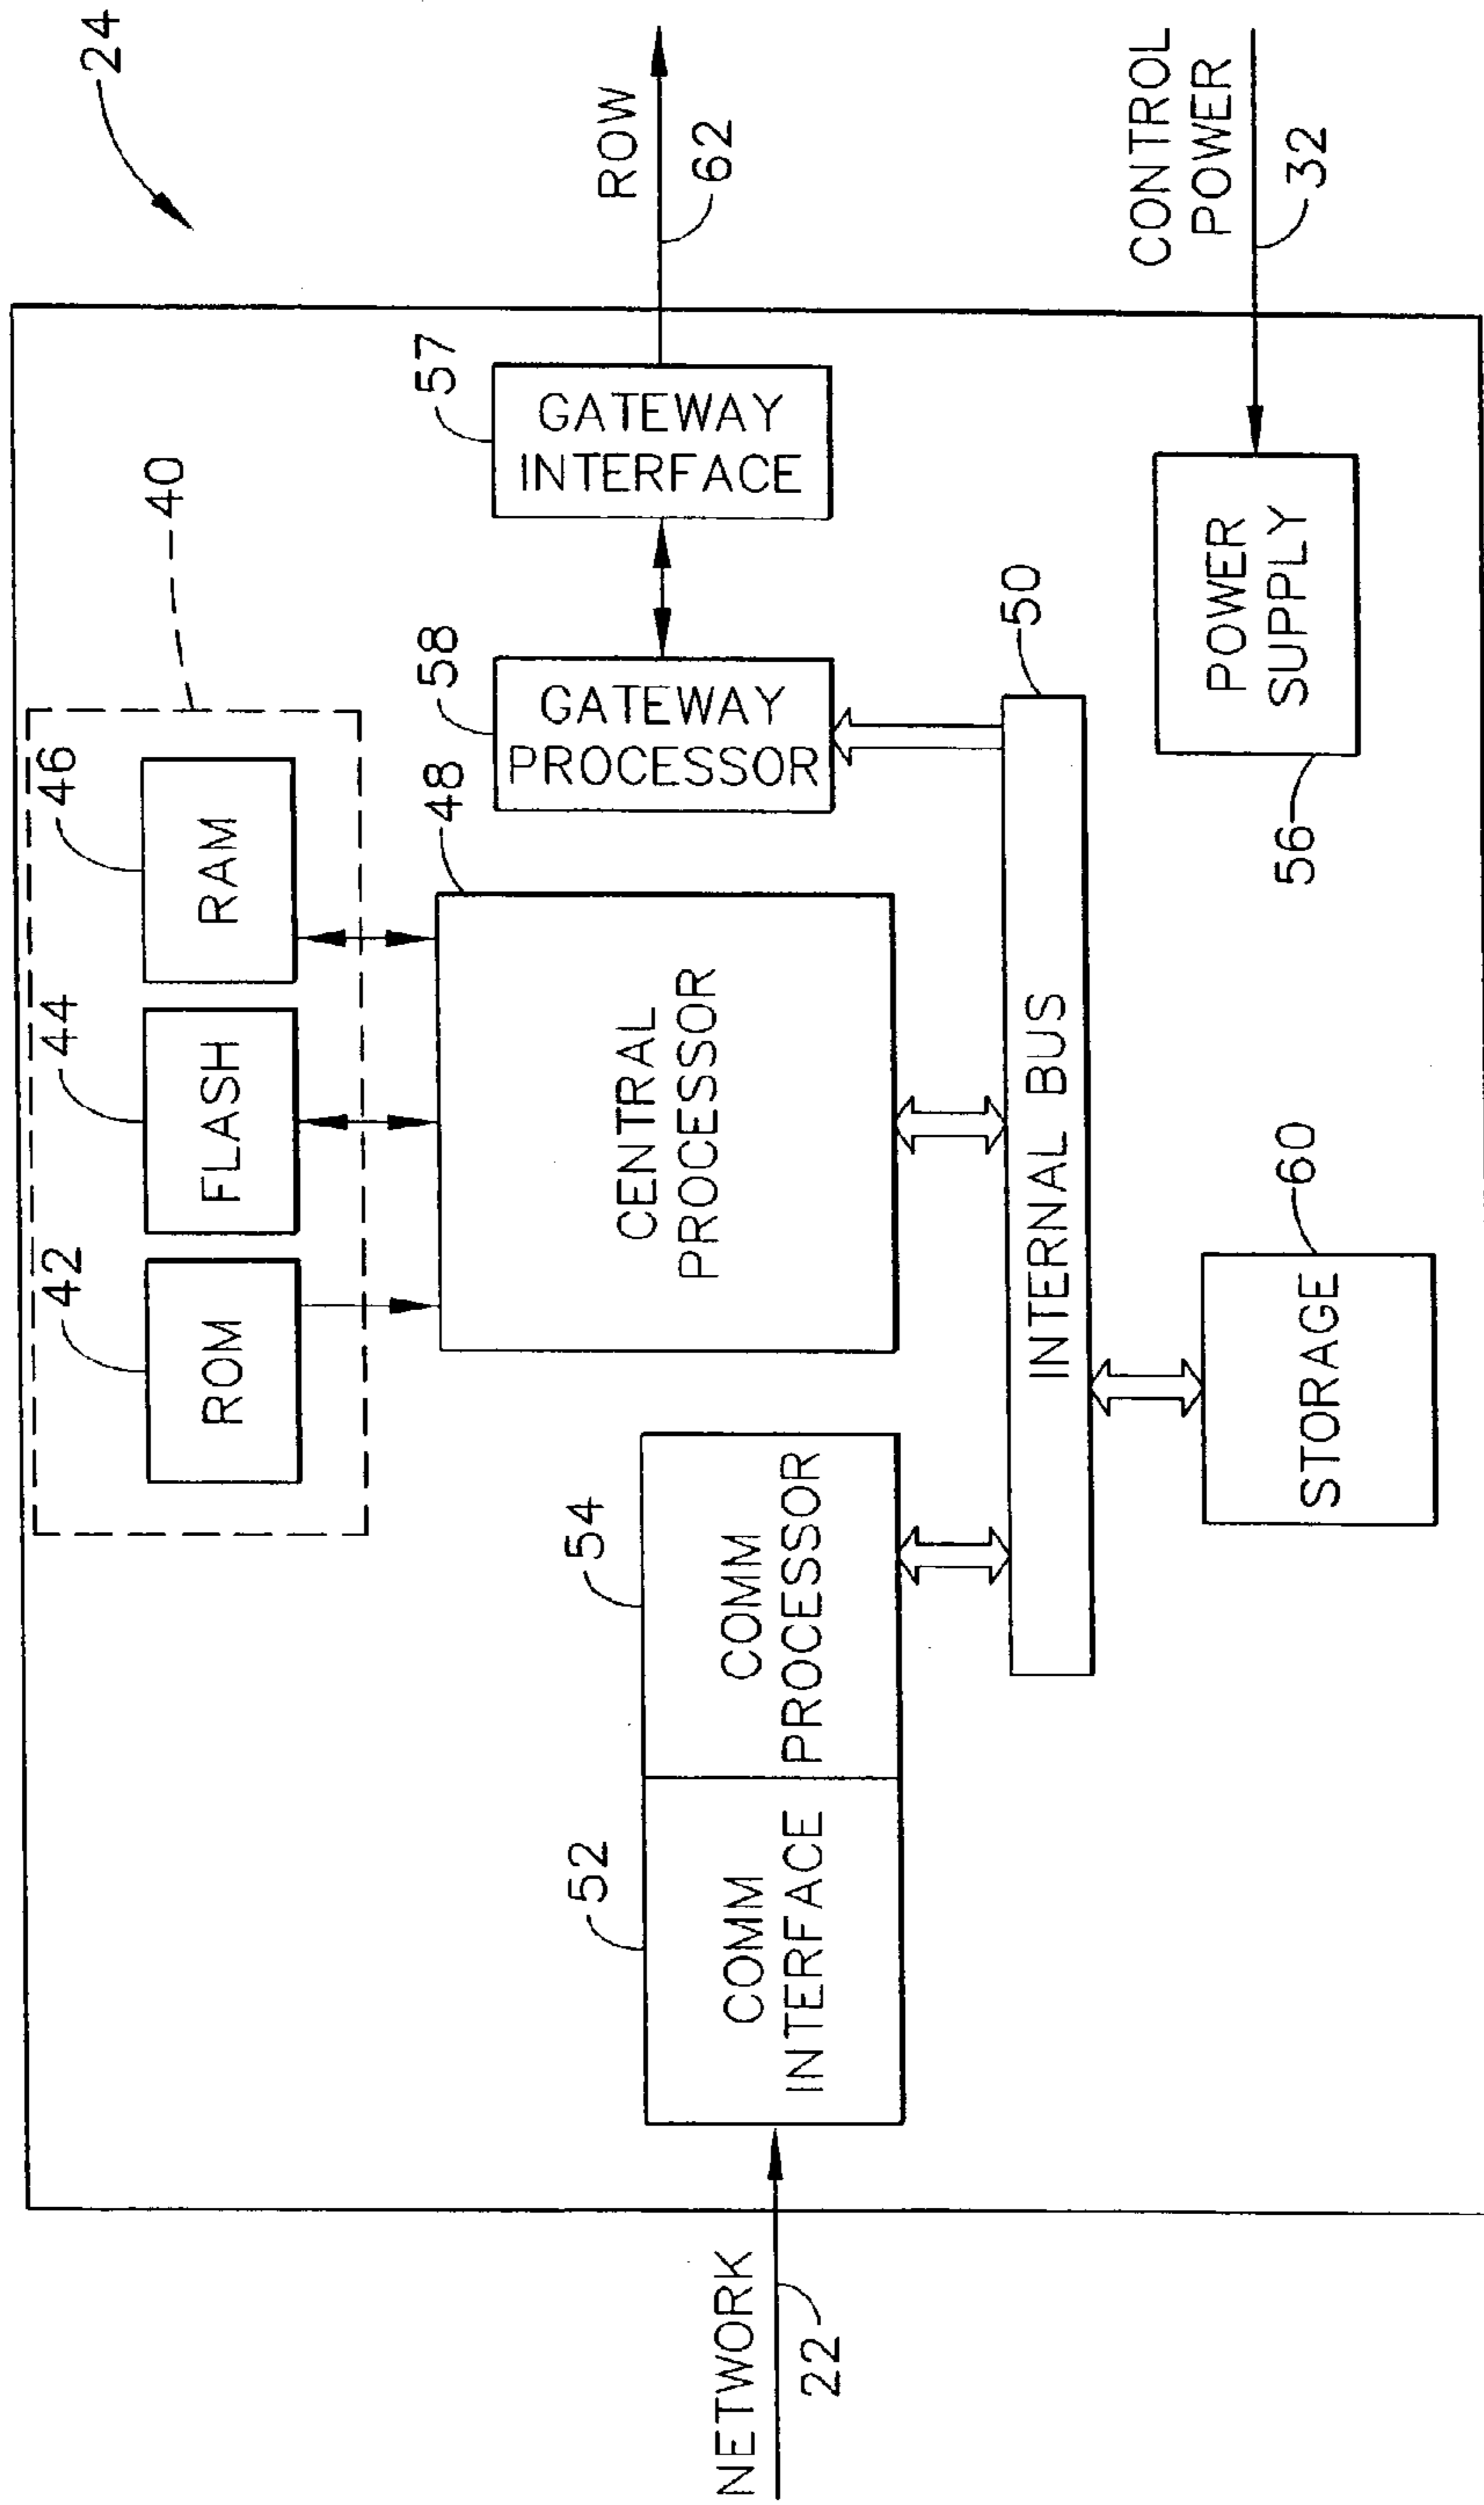 24
40
42
44
46
ROM
FLASH
RAM
48
58
57
CENTRAL
PROCESSOR
GATEWAY
PROCESSOR
GATEWAY
INTERFACE
ROW
62
52
54
COMM
INTERFACE
COMM
PROCESSOR
NETWORK
22
50
INTERNAL BUS
CONTROL
POWER
32
POWER
SUPPLY
56
60
STORAGE